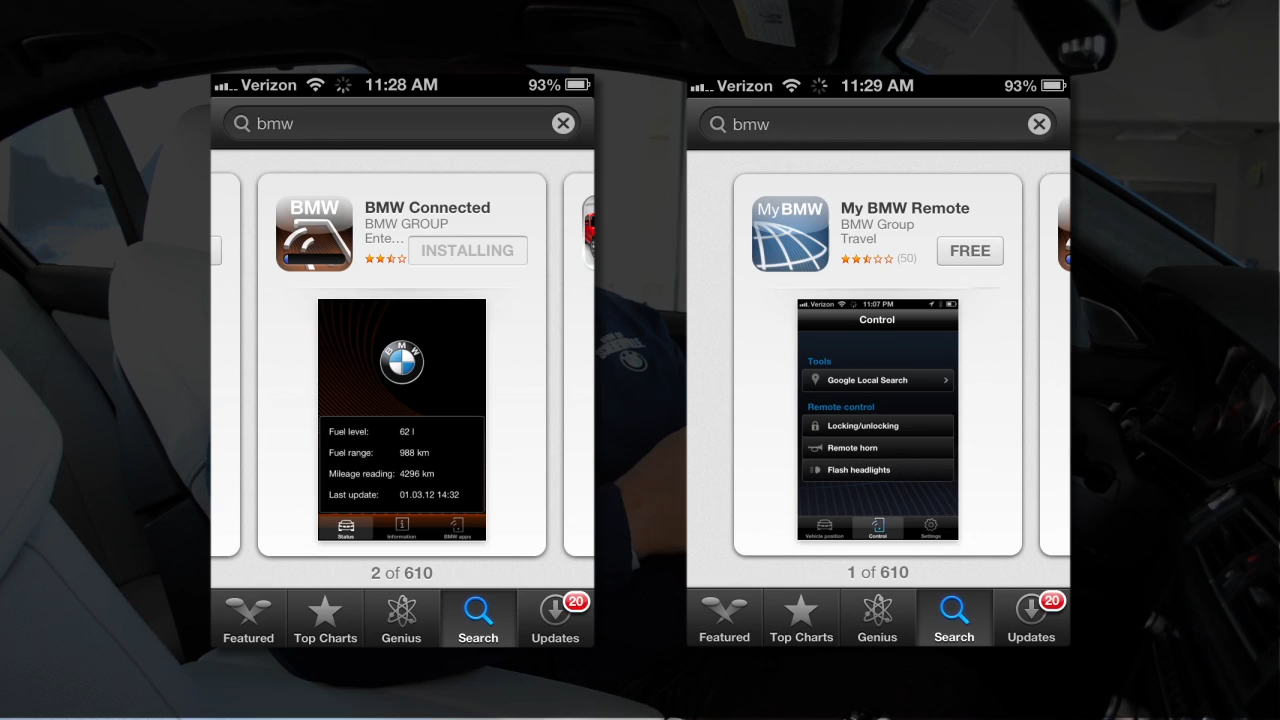 Verizon 11:28 AM 93%
bmw
BMW
BMW Connected
BMW GROUP
Ente...
INSTALLING
BMW
Fuel level: 62 l
Fuel range: 988 km
Mileage reading: 4296 km
Last update: 01.03.12 14:32
Status Information BMW apps
2 of 610
Featured Top Charts Genius Search Updates
20
Verizon 11:29 AM 93%
bmw
My BMW
My BMW Remote
BMW Group
Travel
(50)
FREE
Verizon 11:07 PM
Control
Tools
Google Local Search
Remote control
Locking/unlocking
Remote horn
Flash headlights
Vehicle position Control Settings
1 of 610
Featured Top Charts Genius Search Updates
20